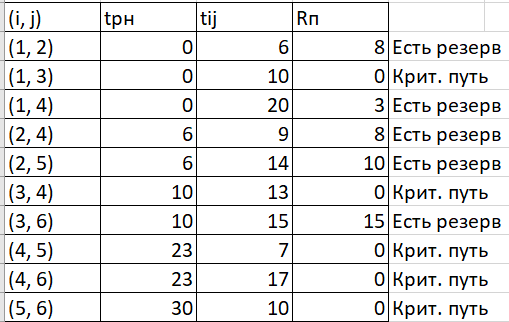 (i, j) tрн tij Rп
(1, 2) 0 6 8 Есть резерв
(1, 3) 0 10 0 Крит. путь
(1, 4) 0 20 3 Есть резерв
(2, 4) 6 9 8 Есть резерв
(2, 5) 6 14 10 Есть резерв
(3, 4) 10 13 0 Крит. путь
(3, 6) 10 15 15 Есть резерв
(4, 5) 23 7 0 Крит. путь
(4, 6) 23 17 0 Крит. путь
(5, 6) 30 10 0 Крит. путь